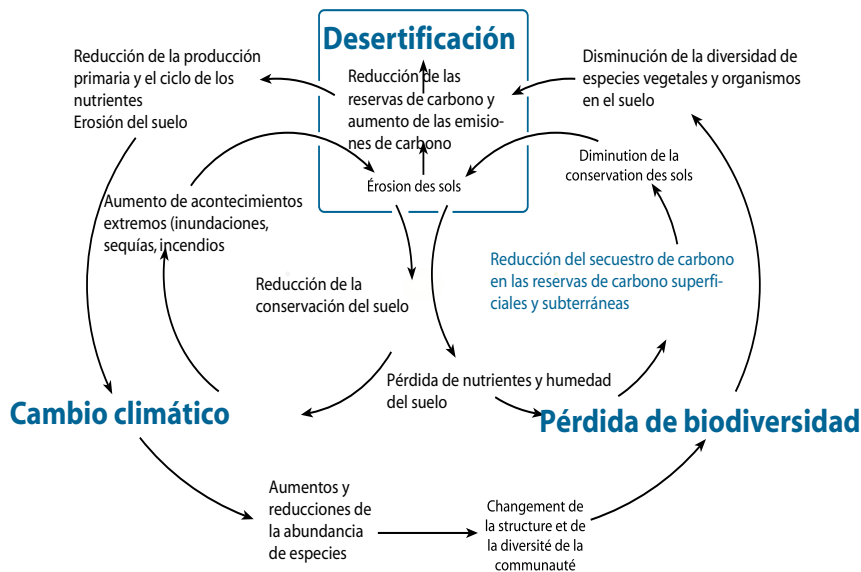 Desertificación
Reducción de la producción
primaria y el ciclo de los
nutrientes
Erosión del suelo
Reducción de las
reservas de carbono y
aumento de las emisio-
nes de carbono
Érosion des sols
Disminución de la diversidad de
especies vegetales y organismos
en el suelo
Diminution de la
conservation des sols
Aumento de acontecimientos
extremos (inundaciones,
sequías, incendios
Reducción de la
conservación del suelo
Reducción del secuestro de carbono
en las reservas de carbono superfi-
ciales y subterráneas
Pérdida de nutrientes y humedad
del suelo
Cambio climático
Pérdida de biodiversidad
Aumentos y
reducciones de
la abundancia
de especies
Changement de
la structure et de
la diversité de la
communauté